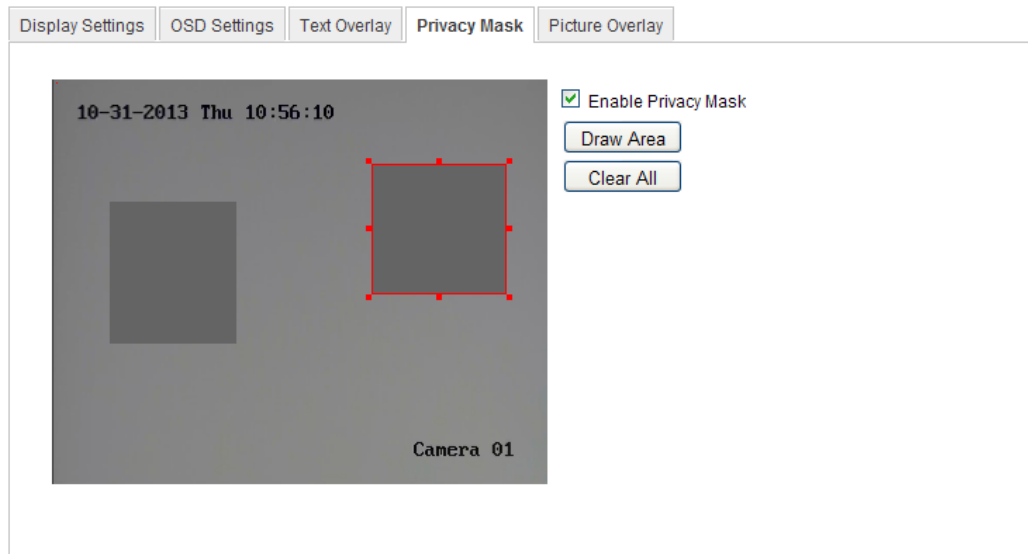 Display Settings OSD Settings Text Overlay Privacy Mask Picture Overlay
10-31-2013 Thu 10:56:10
Enable Privacy Mask
Draw Area
Clear All
Camera 01